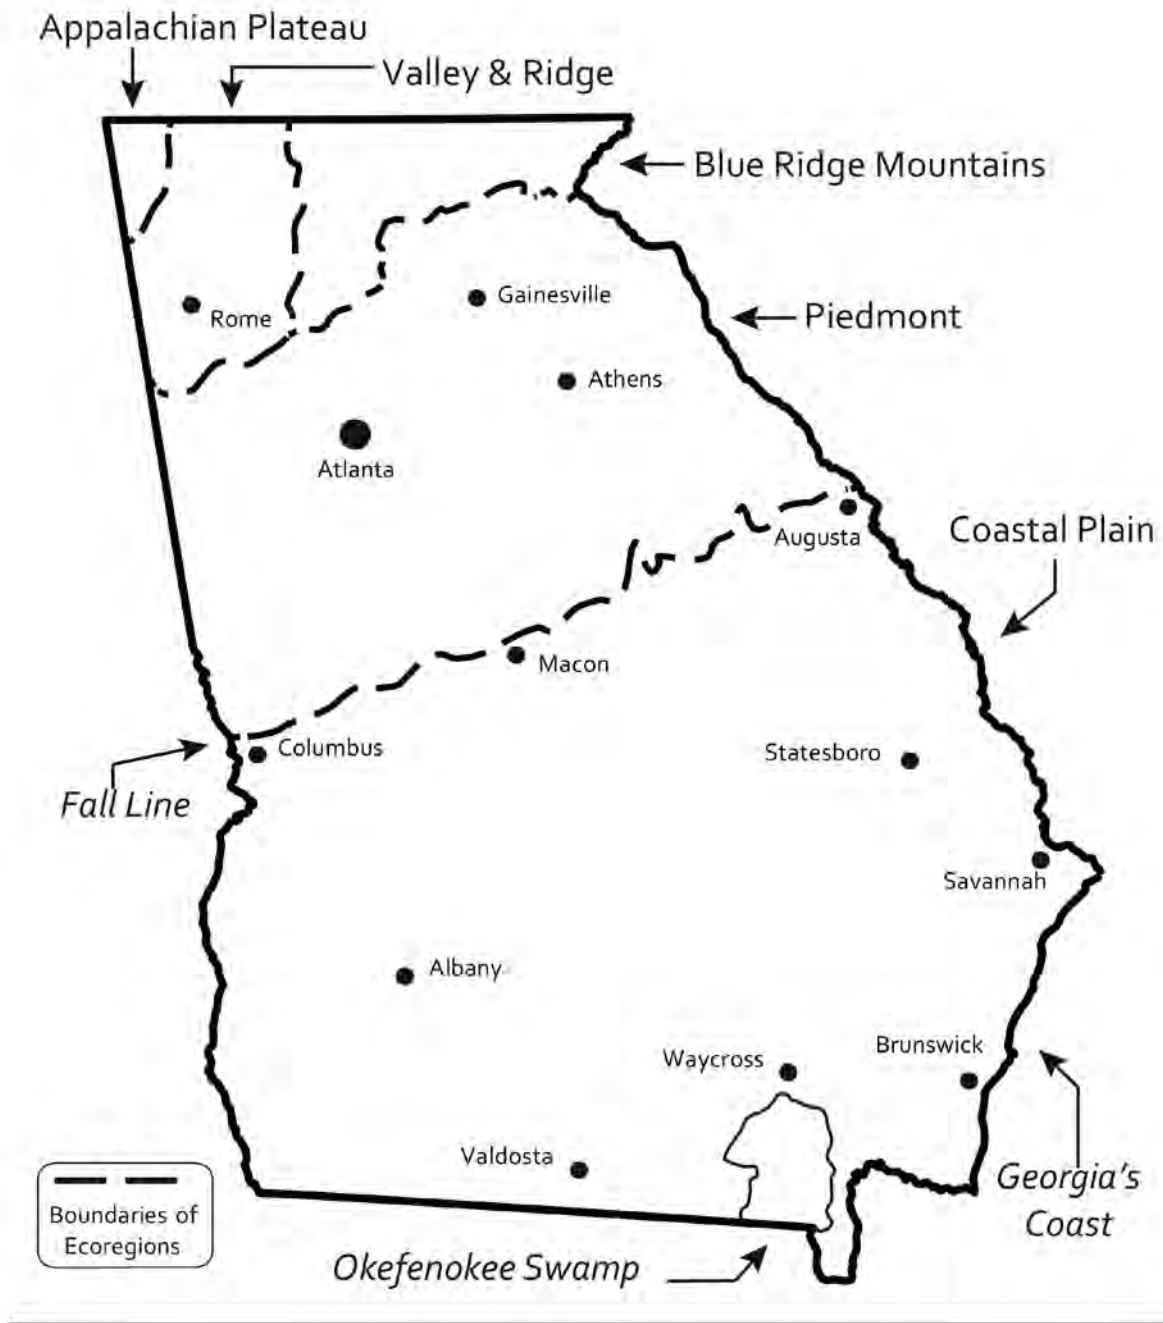 Appalachian Plateau
Valley & Ridge
Blue Ridge Mountains
Gainesville
Rome
Piedmont
Athens
Atlanta
Coastal Plain
Augusta
Macon
Columbus
Statesboro
Fall Line
Savannah
Albany
Brunswick
Waycross
Valdosta
Georgia's
Coast
Boundaries of
Ecoregions
Okefenokee Swamp